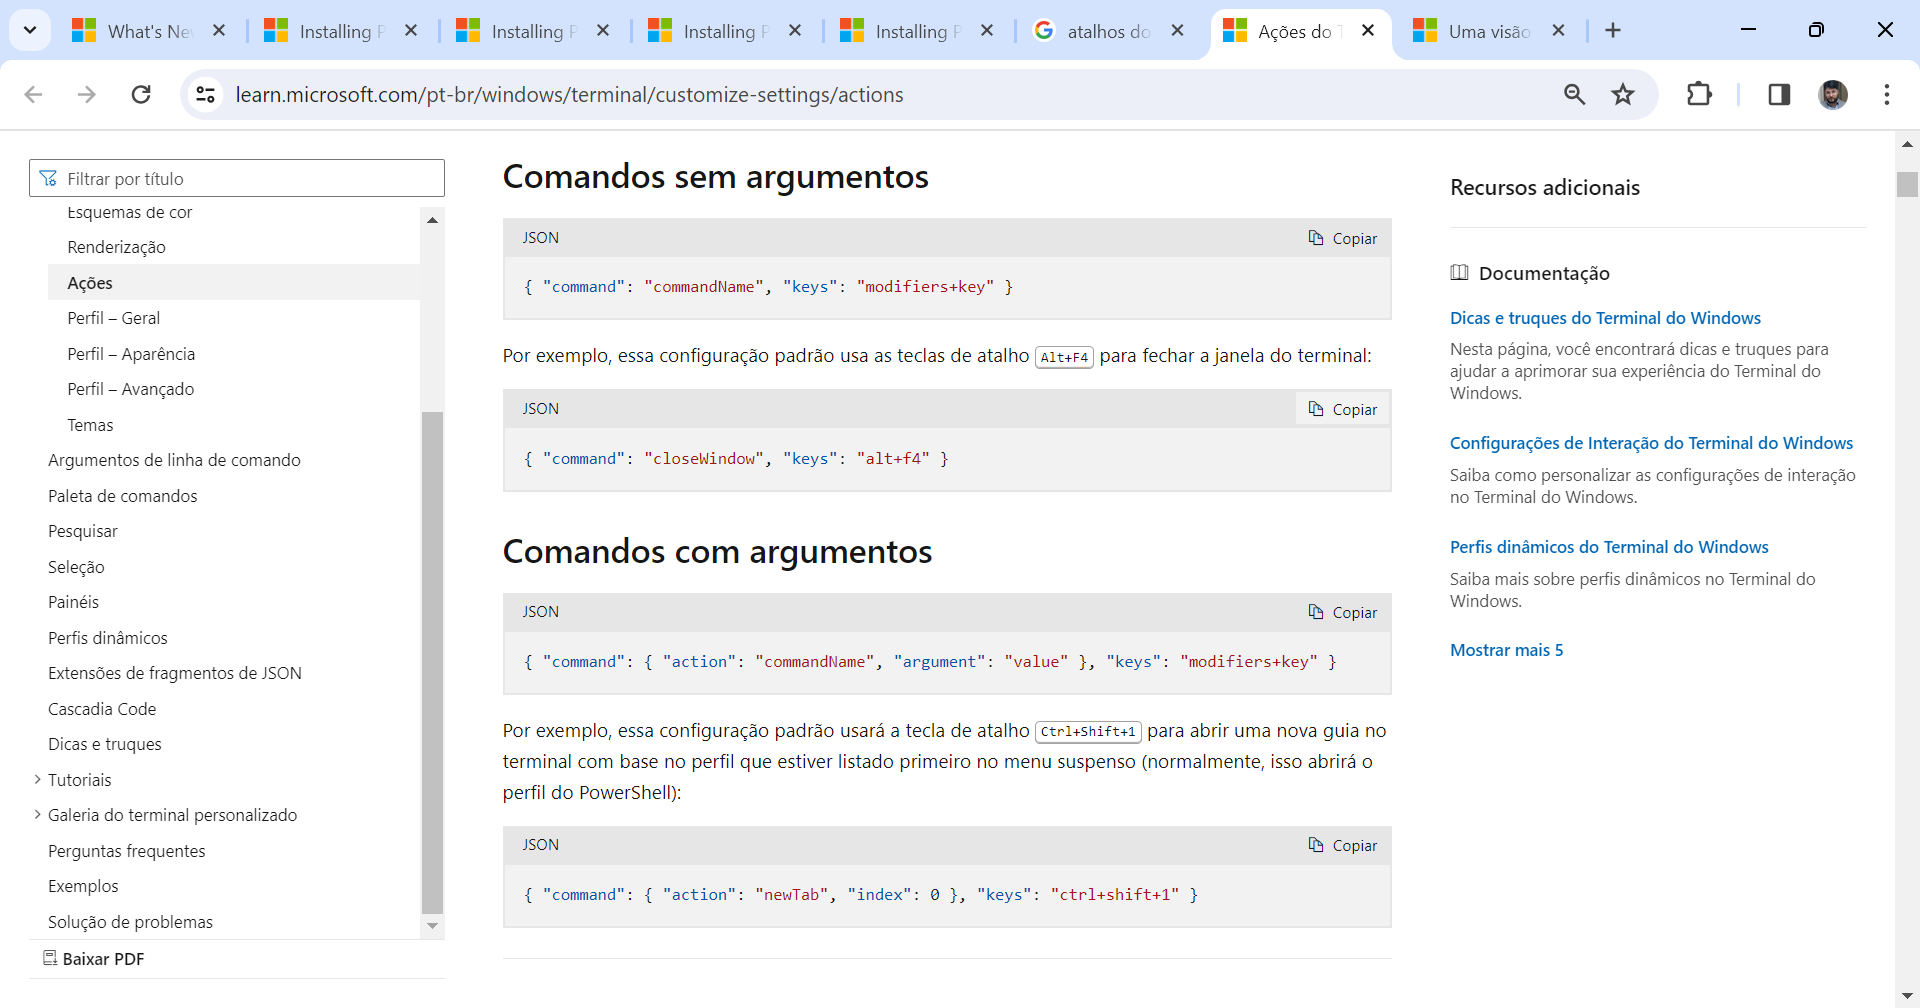 What's Ne
Installing P
Installing P
Installing P
Installing P
atalhos do
Ações do T
Uma visão
learn.microsoft.com/pt-br/windows/terminal/customize-settings/actions
Filtrar por título
Esquemas de cor
Renderização
Ações
Perfil – Geral
Perfil – Aparência
Perfil – Avançado
Temas
Argumentos de linha de comando
Paleta de comandos
Pesquisar
Seleção
Painéis
Perfis dinâmicos
Extensões de fragmentos de JSON
Cascadia Code
Dicas e truques
Tutoriais
Galeria do terminal personalizado
Perguntas frequentes
Exemplos
Solução de problemas
Baixar PDF
Comandos sem argumentos
JSON
Copiar
{ "command": "commandName", "keys": "modifiers+key" }
Por exemplo, essa configuração padrão usa as teclas de atalho Alt+F4 para fechar a janela do terminal:
JSON
Copiar
{ "command": "closeWindow", "keys": "alt+f4" }
Comandos com argumentos
JSON
Copiar
{ "command": { "action": "commandName", "argument": "value" }, "keys": "modifiers+key" }
Por exemplo, essa configuração padrão usará a tecla de atalho Ctrl+Shift+1 para abrir uma nova guia no
terminal com base no perfil que estiver listado primeiro no menu suspenso (normalmente, isso abrirá o
perfil do PowerShell):
JSON
Copiar
{ "command": { "action": "newTab", "index": 0 }, "keys": "ctrl+shift+1" }
Recursos adicionais
Documentação
Dicas e truques do Terminal do Windows
Nesta página, você encontrará dicas e truques para
ajudar a aprimorar sua experiência do Terminal do
Windows.
Configurações de Interação do Terminal do Windows
Saiba como personalizar as configurações de interação
no Terminal do Windows.
Perfis dinâmicos do Terminal do Windows
Saiba mais sobre perfis dinâmicos no Terminal do
Windows.
Mostrar mais 5